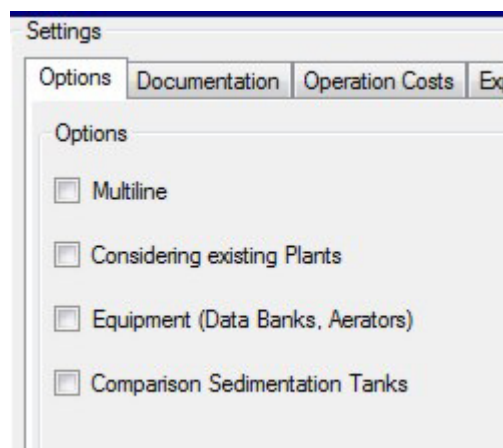 Settings
Options Documentation Operation Costs
Options
Multiline
Considering existing Plants
Equipment (Data Banks, Aerators)
Comparison Sedimentation Tanks